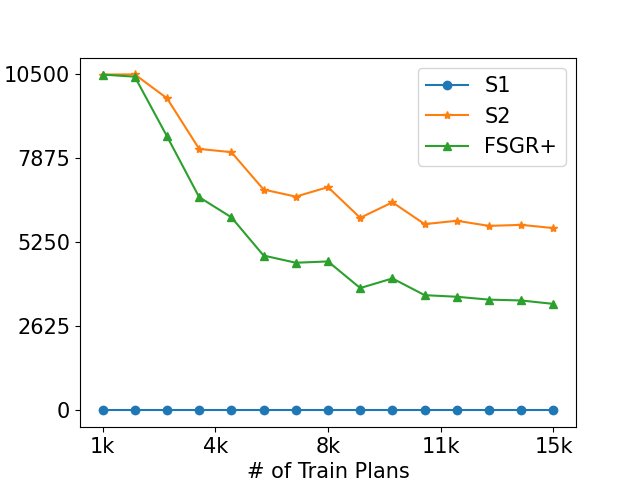 10500
7875
5250
2625
0
1k
4k
8k
11k
15k
# of Train Plans
S1
S2
FSGR+